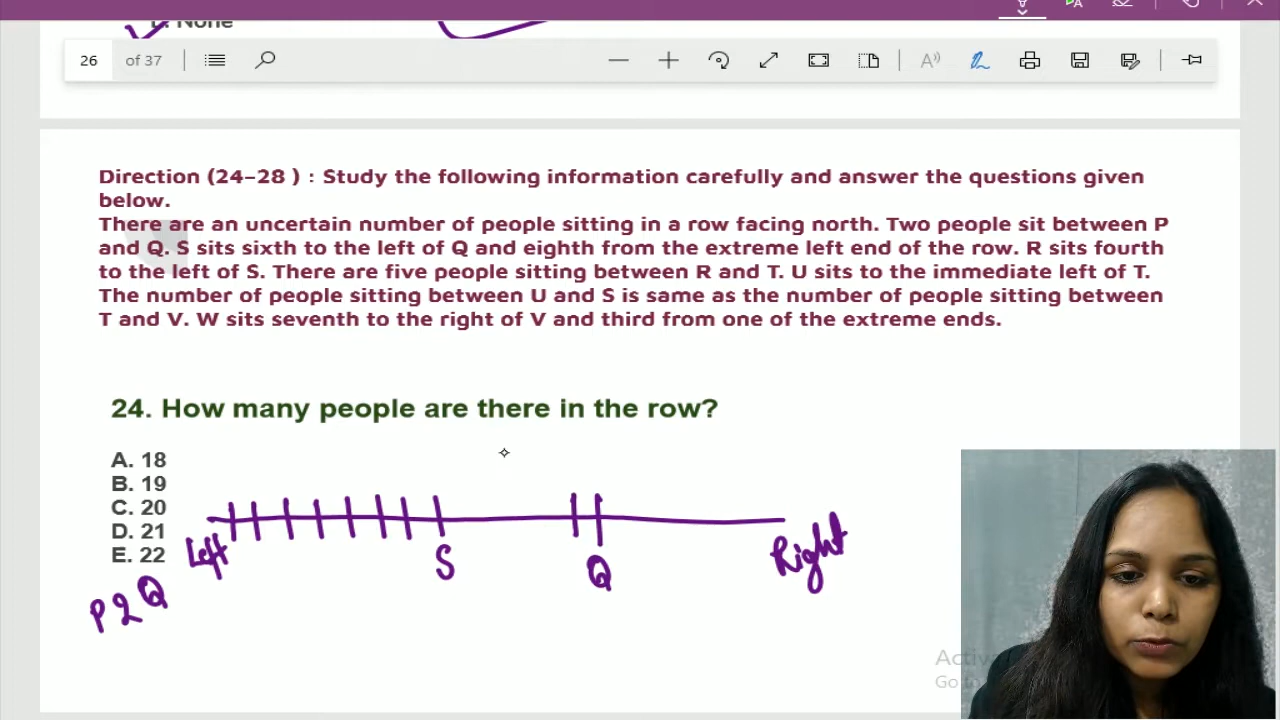 D. None
26 of 37
Direction (24-28 ) : Study the following information carefully and answer the questions given
below.
There are an uncertain number of people sitting in a row facing north. Two people sit between P
and Q. S sits sixth to the left of Q and eighth from the extreme left end of the row. R sits fourth
to the left of S. There are five people sitting between R and T. U sits to the immediate left of T.
The number of people sitting between U and S is same as the number of people sitting between
T and V. W sits seventh to the right of V and third from one of the extreme ends.
24. How many people are there in the row?
A. 18
B. 19
C. 20
D. 21
E. 22
Left
S
Q
Right
P 2 Q
Go to